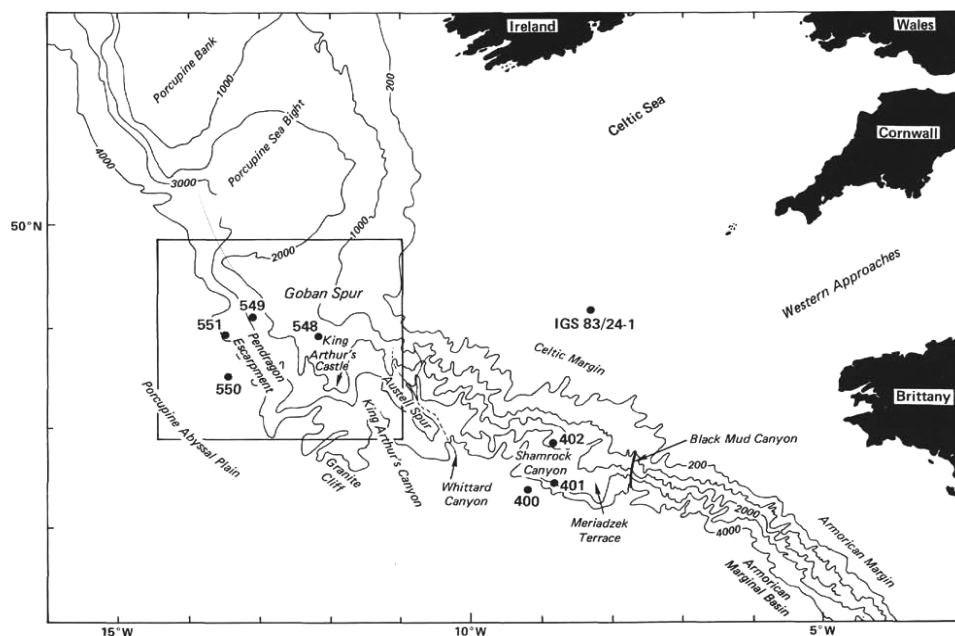 Ireland
Wales
Porcupine Bank
1000
200
Celtic Sea
Cornwall
Porcupine Sea Bight
4000
3000
50°N
1000
2000
Western Approaches
Goban Spur
549
551
548
IGS 83/24-1
King
Arthur's
Castle
Pendragon
Escarpment
Celtic Margin
550
Austell Spur
Brittany
Porcupine Abyssal Plain
King Arthur's Canyon
402
Black Mud Canyon
Shamrock
Canyon
200
Granite
Cliff
401
400
Whittard
Canyon
Meriadzek
Terrace
2000
4000
Armorican Margin
Armorican
Marginal Basin
15°W
10°W
5°W